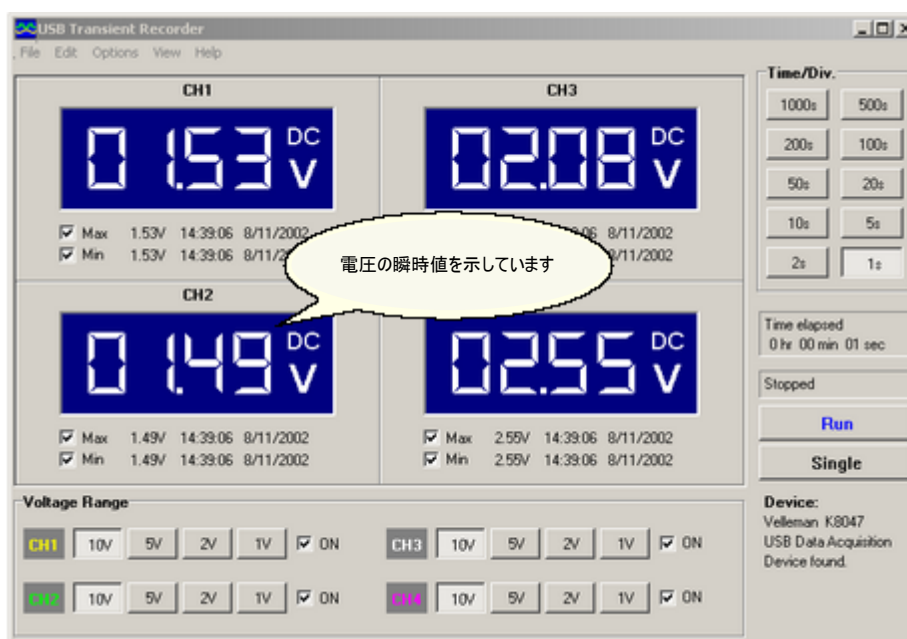 USB Transient Recorder
File Edit Options View Help
CH1
01.53 DC V
Max 1.53V 14:39:06 8/11/2002
Min 1.53V 14:39:06 8/11/2002
CH3
02.08 DC V
8/11/2002
8/11/2002
電圧の瞬時値を示しています
CH2
01.49 DC V
Max 1.49V 14:39:06 8/11/2002
Min 1.49V 14:39:06 8/11/2002
02.55 DC V
Max 2.55V 14:39:06 8/11/2002
Min 2.55V 14:39:06 8/11/2002
Voltage Range
CH1 10V 5V 2V 1V ON
CH3 10V 5V 2V 1V ON
CH2 10V 5V 2V 1V ON
CH4 10V 5V 2V 1V ON
Time/Div.
1000s 500s
200s 100s
50s 20s
10s 5s
2s 1s
Time elapsed
0 hr 00 min 01 sec
Stopped
Run
Single
Device:
Velleman K8047
USB Data Acquisition
Device found.